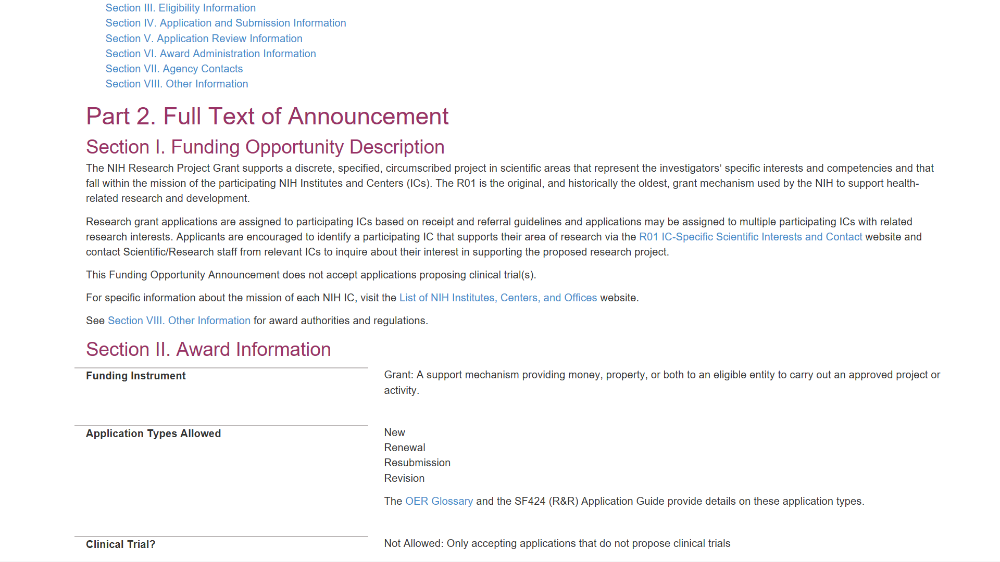 Section III. Eligibility Information
Section IV. Application and Submission Information
Section V. Application Review Information
Section VI. Award Administration Information
Section VII. Agency Contacts
Section VIII. Other Information
Part 2. Full Text of Announcement
Section I. Funding Opportunity Description
The NIH Research Project Grant supports a discrete, specified, circumscribed project in scientific areas that represent the investigators’ specific interests and competencies and that
fall within the mission of the participating NIH Institutes and Centers (ICs). The R01 is the original, and historically the oldest, grant mechanism used by the NIH to support health-
related research and development.
Research grant applications are assigned to participating ICs based on receipt and referral guidelines and applications may be assigned to multiple participating ICs with related
research interests. Applicants are encouraged to identify a participating IC that supports their area of research via the R01 IC-Specific Scientific Interests and Contact website and
contact Scientific/Research staff from relevant ICs to inquire about their interest in supporting the proposed research project.
This Funding Opportunity Announcement does not accept applications proposing clinical trial(s).
For specific information about the mission of each NIH IC, visit the List of NIH Institutes, Centers, and Offices website.
See Section VIII. Other Information for award authorities and regulations.
Section II. Award Information
Funding Instrument
Grant: A support mechanism providing money, property, or both to an eligible entity to carry out an approved project or
activity.
Application Types Allowed
New
Renewal
Resubmission
Revision
The OER Glossary and the SF424 (R&R) Application Guide provide details on these application types.
Clinical Trial?
Not Allowed: Only accepting applications that do not propose clinical trials